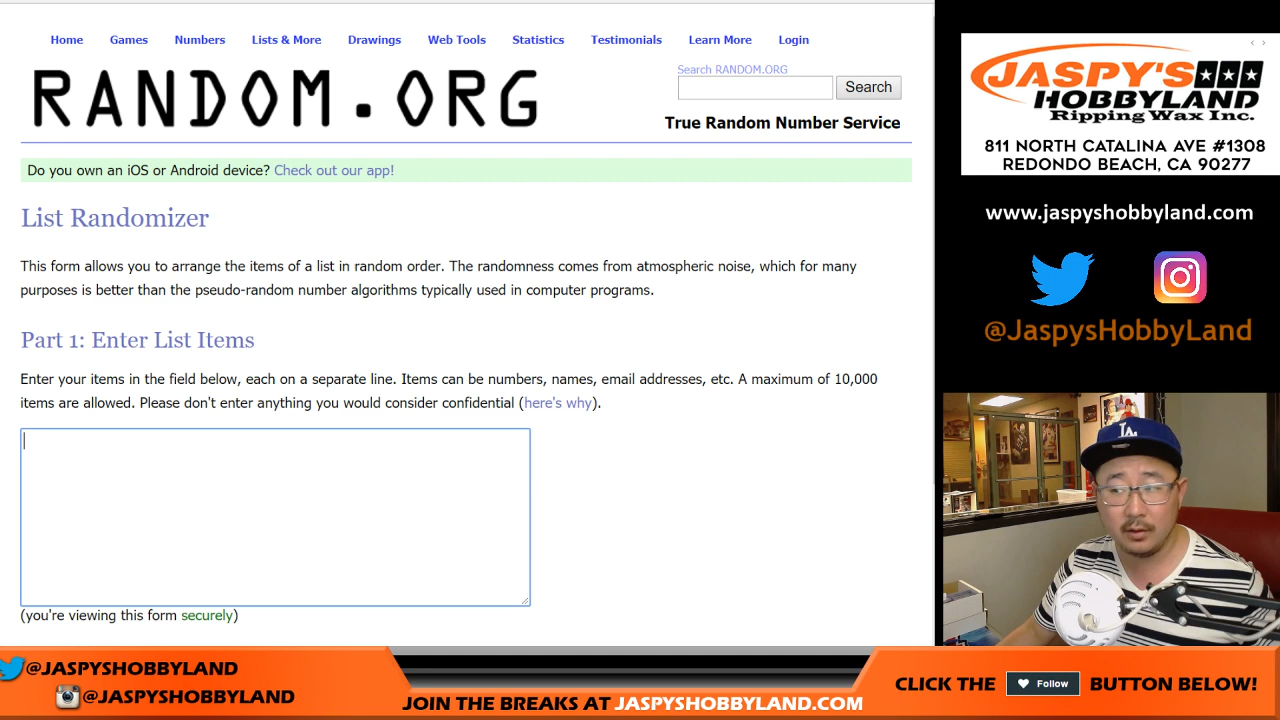 Home Games Numbers Lists & More Drawings Web Tools Statistics Testimonials Learn More Login
RANDOM.ORG
Search RANDOM.ORG
Search
True Random Number Service
Do you own an iOS or Android device? Check out our app!
List Randomizer
This form allows you to arrange the items of a list in random order. The randomness comes from atmospheric noise, which for many
purposes is better than the pseudo-random number algorithms typically used in computer programs.
Part 1: Enter List Items
Enter your items in the field below, each on a separate line. Items can be numbers, names, email addresses, etc. A maximum of 10,000
items are allowed. Please don't enter anything you would consider confidential (here's why).
(you're viewing this form securely)
JASPY'S
HOBBYLAND
Ripping Wax Inc.
811 NORTH CATALINA AVE #1308
REDONDO BEACH, CA 90277
www.jaspyshobbyland.com
@JaspysHobbyLand
LA
@JASPYSHOBBYLAND
@JASPYSHOBBYLAND
JOIN THE BREAKS AT JASPYSHOBBYLAND.COM
CLICK THE Follow BUTTON BELOW!